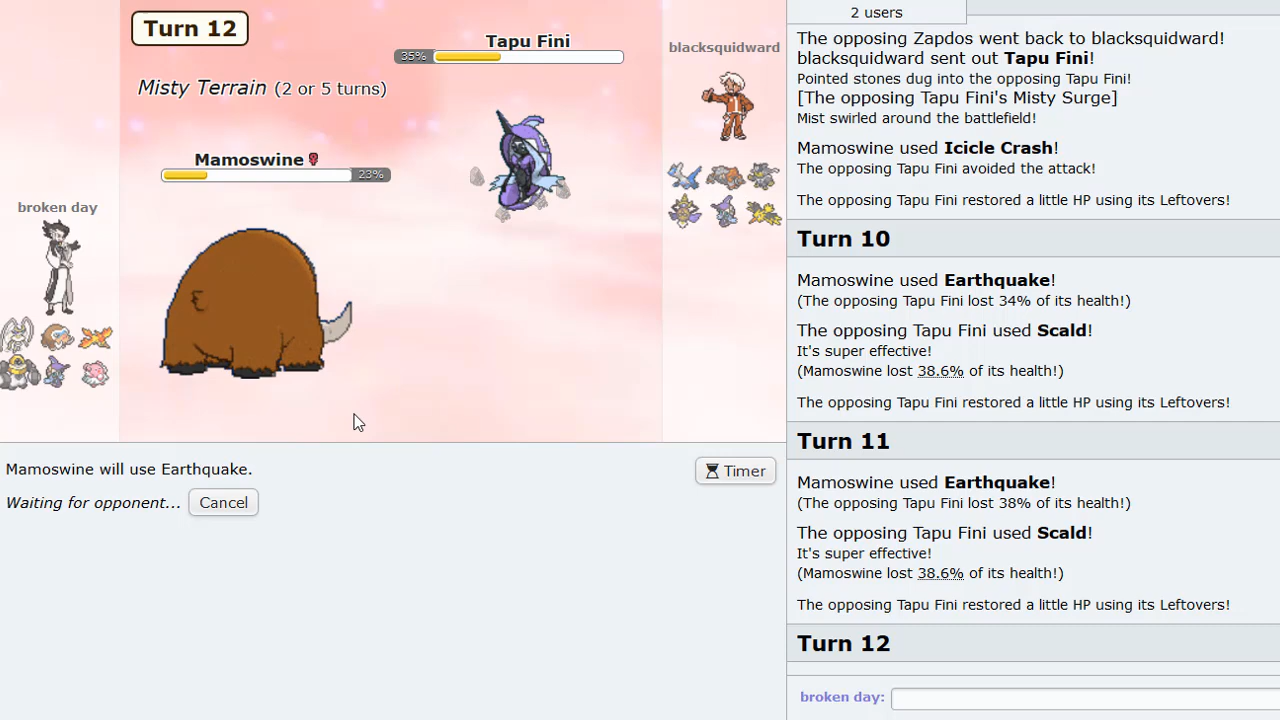 Turn 12
Tapu Fini
35%
Misty Terrain (2 or 5 turns)
Mamoswine
23%
broken day
blacksquidward
Mamoswine will use Earthquake.
Waiting for opponent... Cancel
Timer
2 users
The opposing Zapdos went back to blacksquidward!
blacksquidward sent out Tapu Fini!
Pointed stones dug into the opposing Tapu Fini!
[The opposing Tapu Fini's Misty Surge]
Mist swirled around the battlefield!
Mamoswine used Icicle Crash!
The opposing Tapu Fini avoided the attack!
The opposing Tapu Fini restored a little HP using its Leftovers!
Turn 10
Mamoswine used Earthquake!
(The opposing Tapu Fini lost 34% of its health!)
The opposing Tapu Fini used Scald!
It's super effective!
(Mamoswine lost 38.6% of its health!)
The opposing Tapu Fini restored a little HP using its Leftovers!
Turn 11
Mamoswine used Earthquake!
(The opposing Tapu Fini lost 38% of its health!)
The opposing Tapu Fini used Scald!
It's super effective!
(Mamoswine lost 38.6% of its health!)
The opposing Tapu Fini restored a little HP using its Leftovers!
Turn 12
broken day: